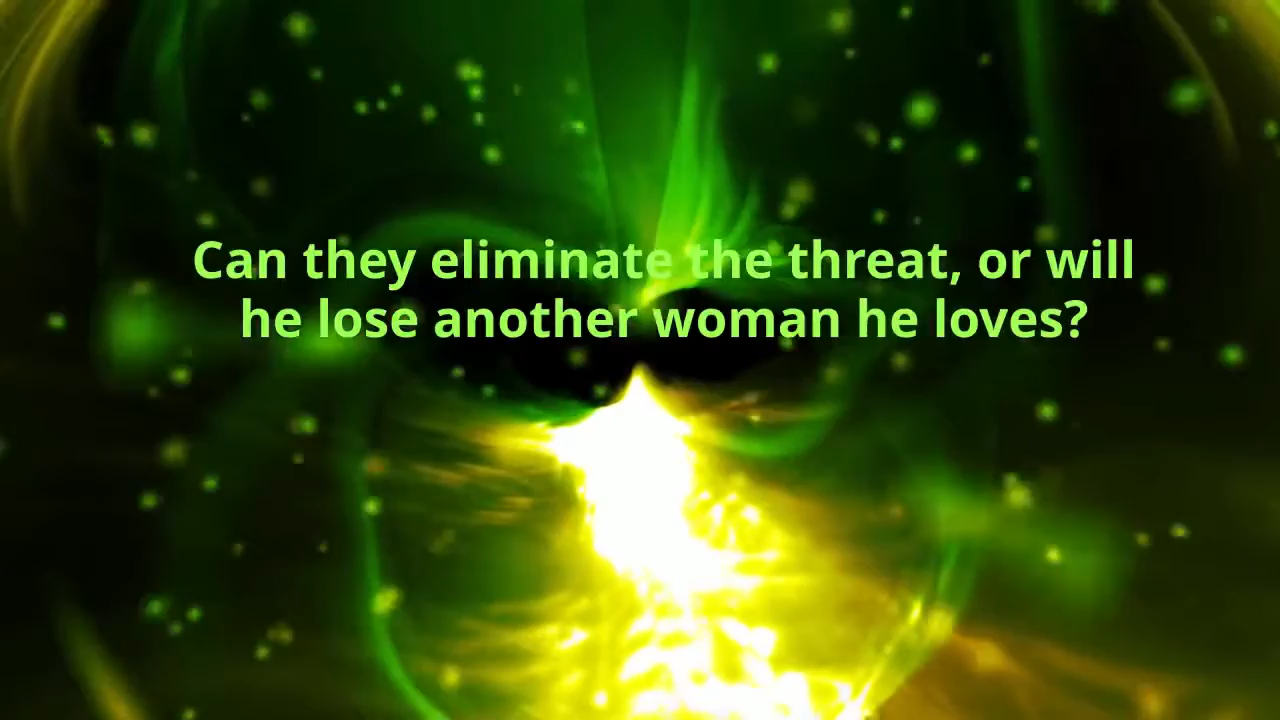 Can they eliminate the threat, or will
he lose another woman he loves?